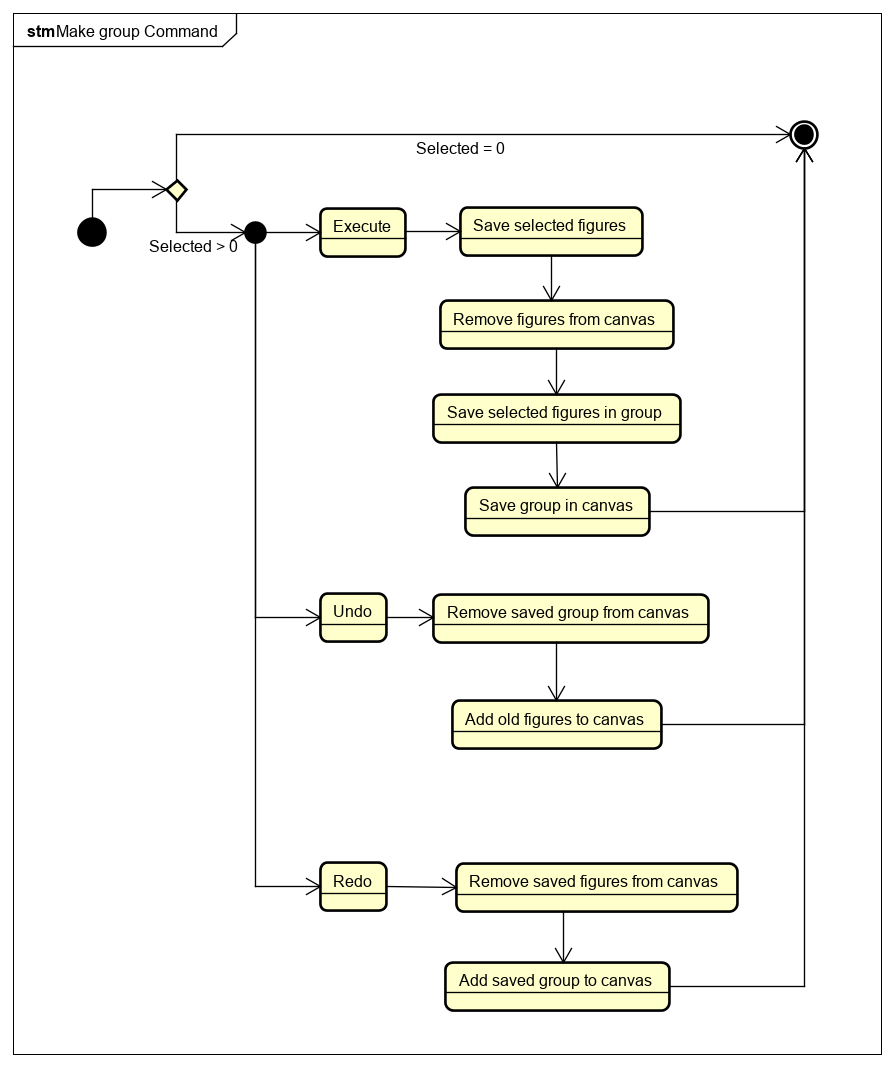 stm Make group Command
Selected = 0
Selected > 0
Execute
Save selected figures
Remove figures from canvas
Save selected figures in group
Save group in canvas
Undo
Remove saved group from canvas
Add old figures to canvas
Redo
Remove saved figures from canvas
Add saved group to canvas